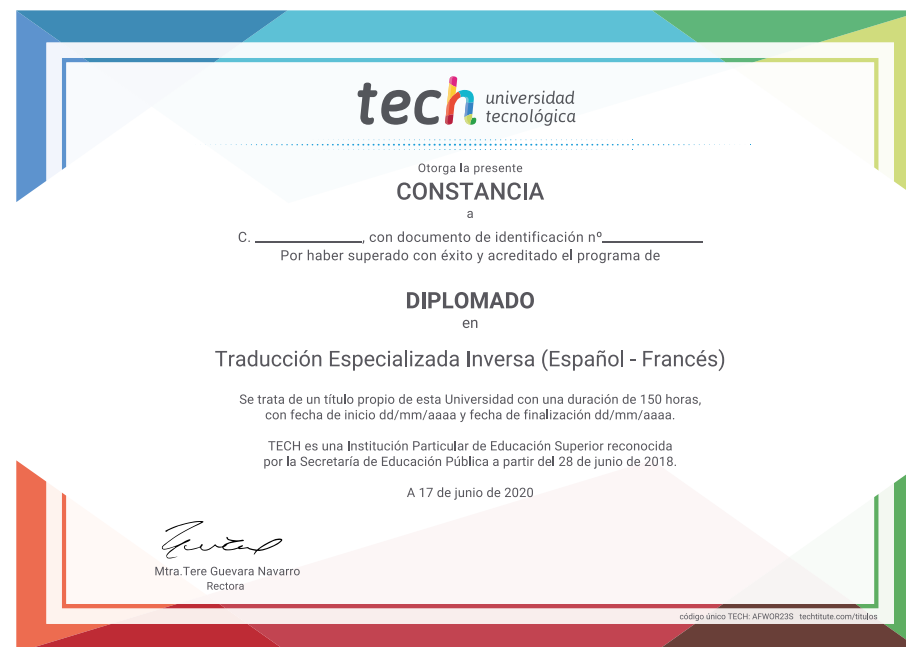 tech universidad
tecnológica
Otorga la presente
CONSTANCIA
a
C. ____________, con documento de identificación nº____________
Por haber superado con éxito y acreditado el programa de
DIPLOMADO
en
Traducción Especializada Inversa (Español - Francés)
Se trata de un título propio de esta Universidad con una duración de 150 horas,
con fecha de inicio dd/mm/aaaa y fecha de finalización dd/mm/aaaa.
TECH es una Institución Particular de Educación Superior reconocida
por la Secretaría de Educación Pública a partir del 28 de junio de 2018.
A 17 de junio de 2020
Mtra.Tere Guevara Navarro
Rectora
código único TECH: AFWOR23S techtitute.com/titulos